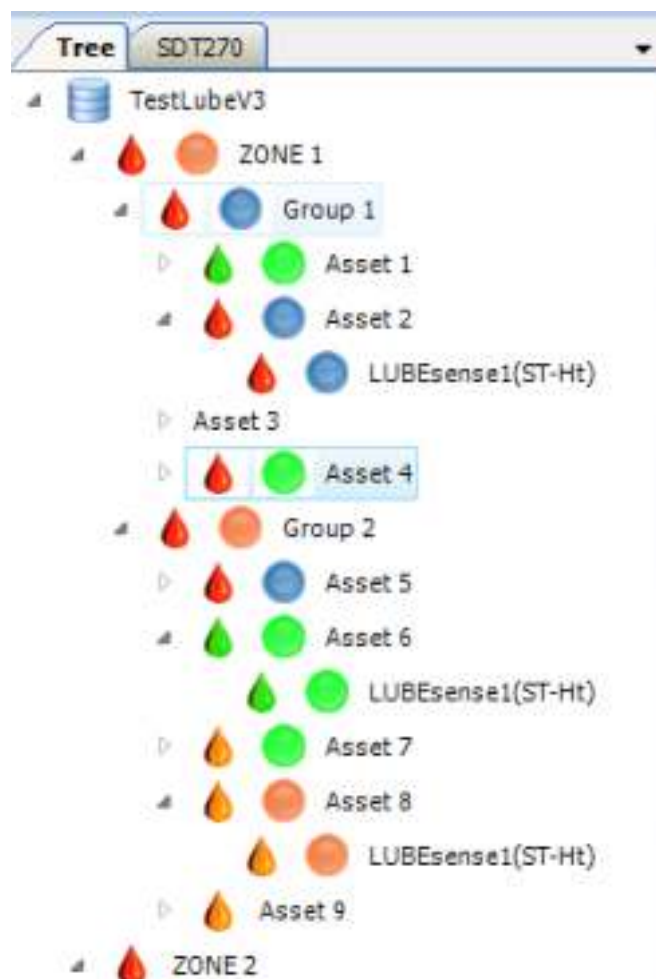 Tree SDT270
TestLubeV3
ZONE 1
Group 1
Asset 1
Asset 2
LUBEsense1(ST-Ht)
Asset 3
Asset 4
Group 2
Asset 5
Asset 6
LUBEsense1(ST-Ht)
Asset 7
Asset 8
LUBEsense1(ST-Ht)
Asset 9
ZONE 2